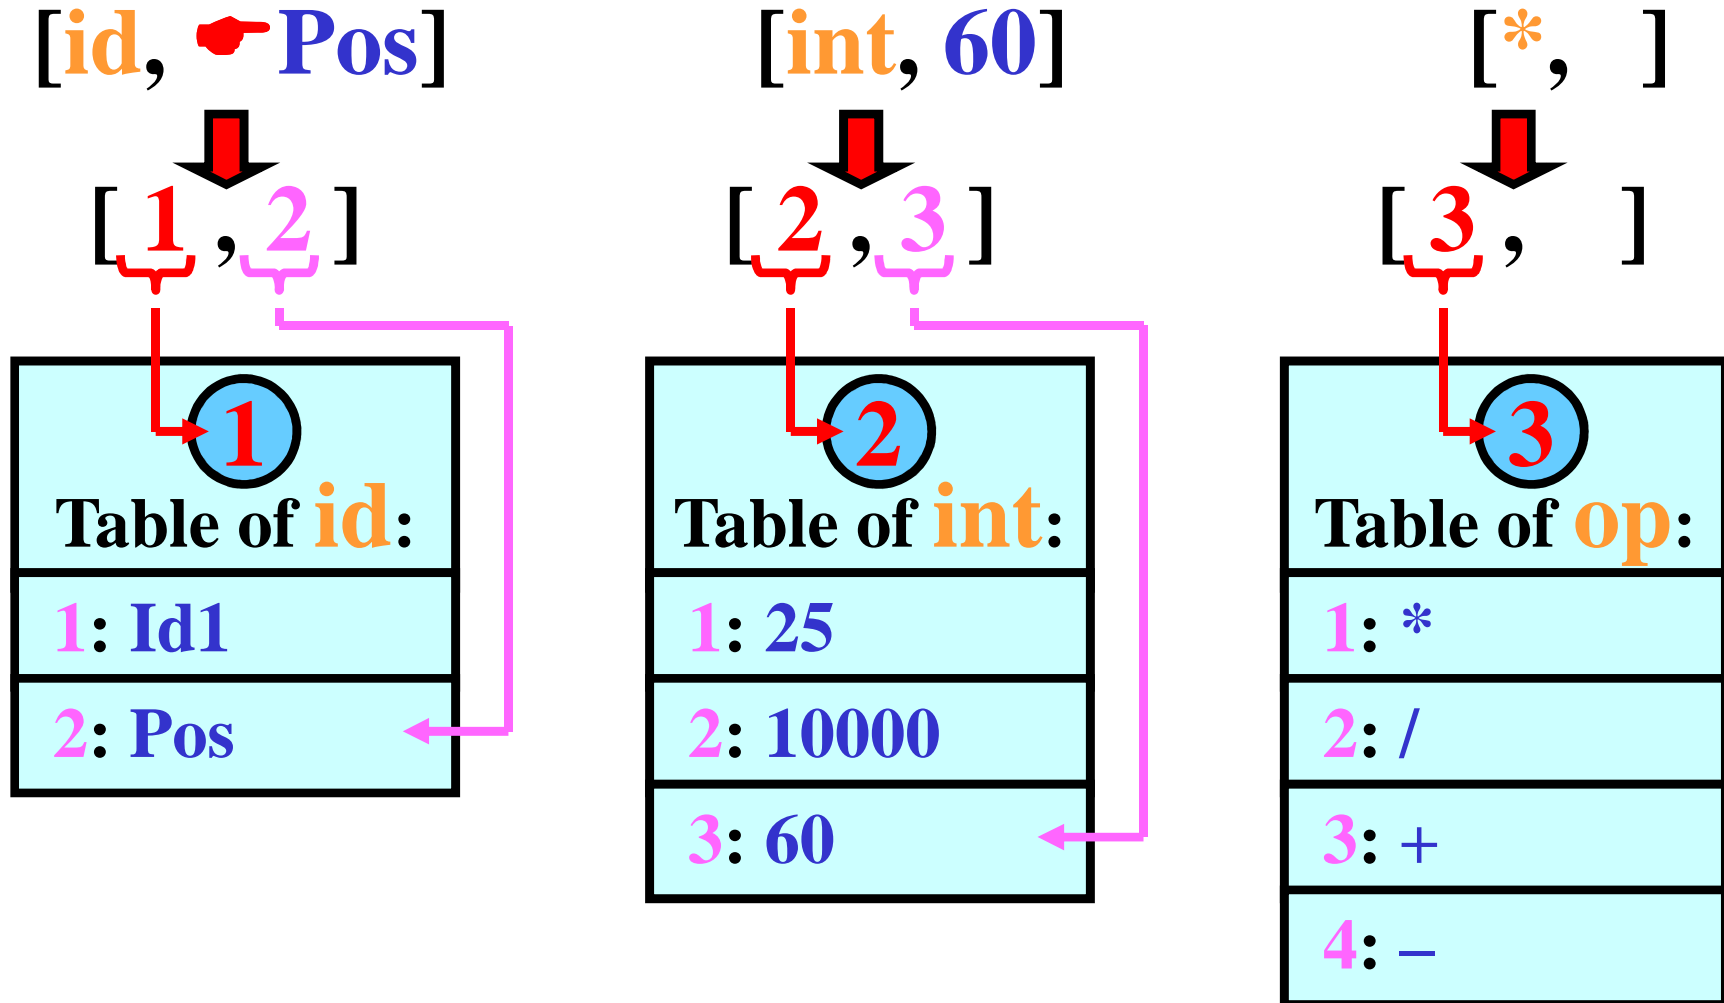 [id, ☛Pos]
[1, 2]
1
Table of id:
1: Id1
2: Pos
[int, 60]
[2, 3]
2
Table of int:
1: 25
2: 10000
3: 60
[*, ]
[3, ]
3
Table of op:
1: *
2: /
3: +
4: –